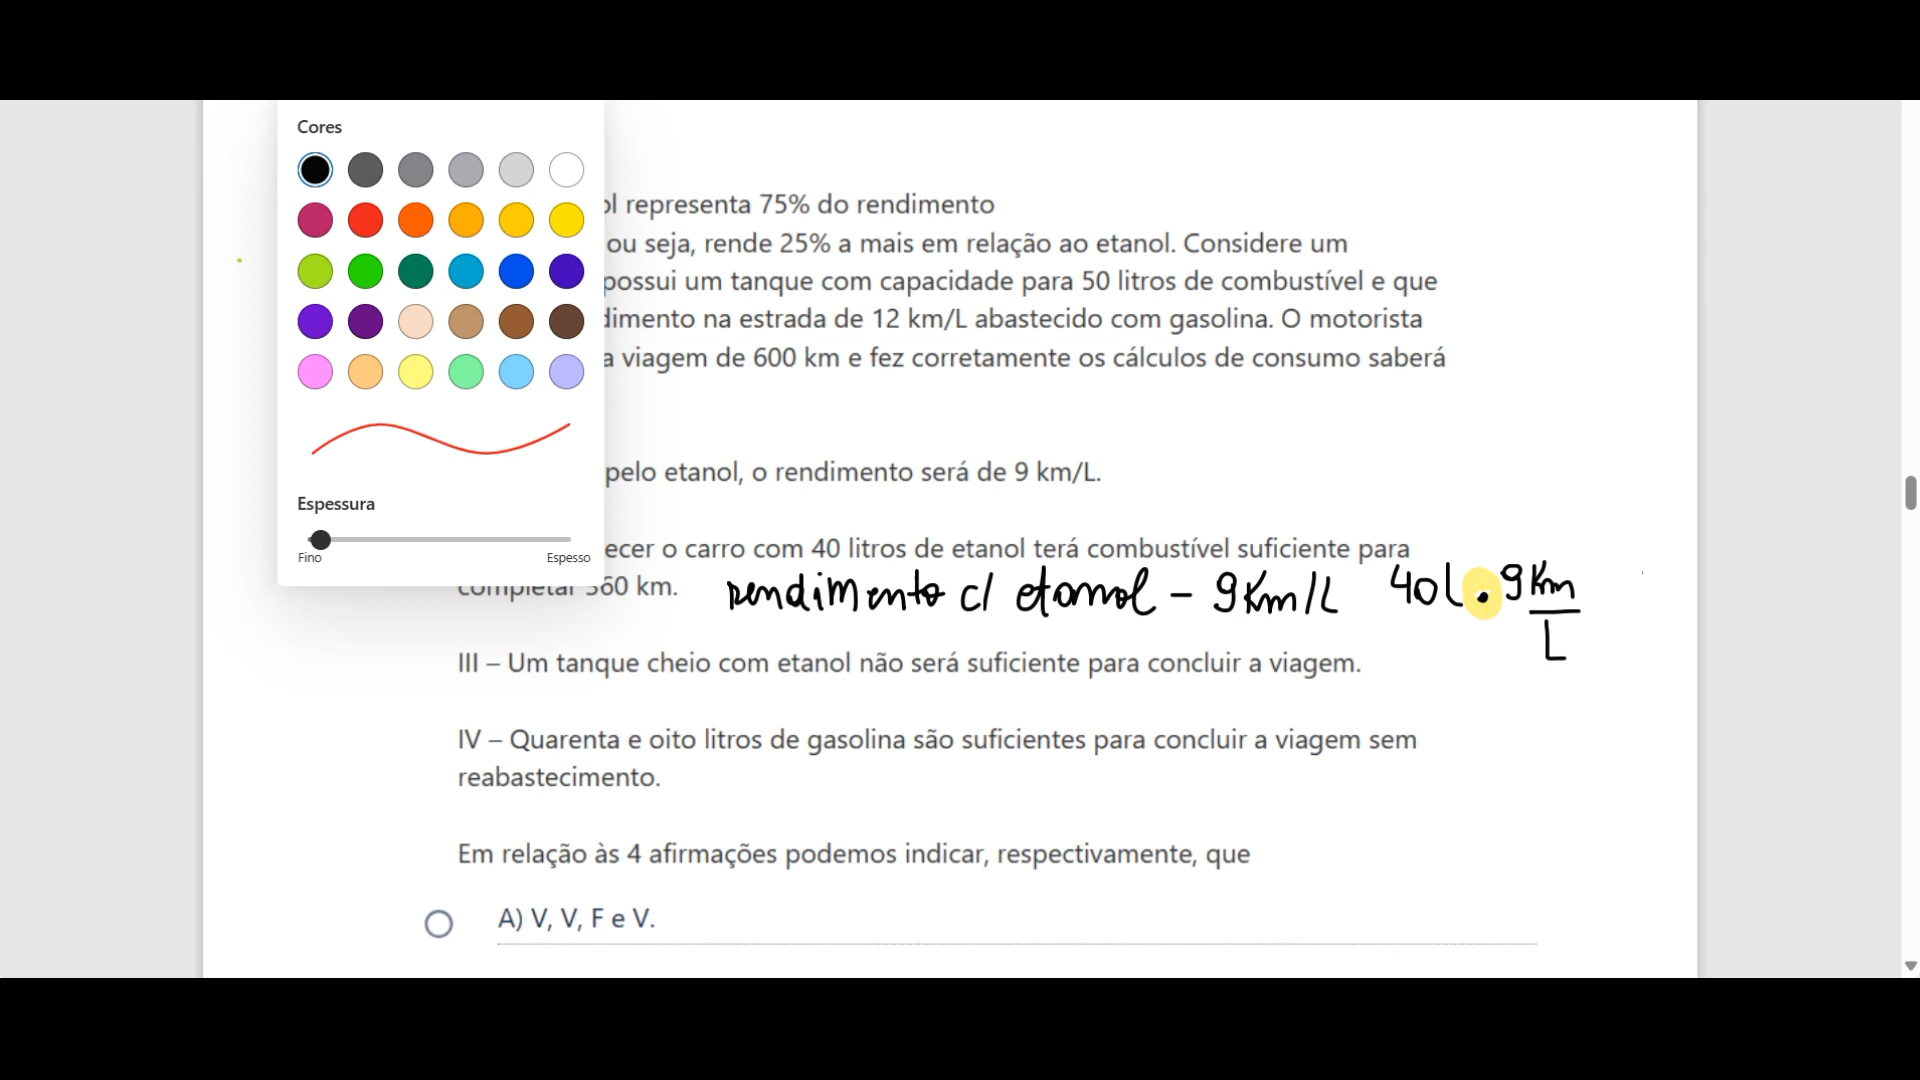 Cores
ol representa 75% do rendimento
ou seja, rende 25% a mais em relação ao etanol. Considere um
possui um tanque com capacidade para 50 litros de combustível e que
dimento na estrada de 12 km/L abastecido com gasolina. O motorista
a viagem de 600 km e fez corretamente os cálculos de consumo saberá
pelo etanol, o rendimento será de 9 km/L.
Espessura
Fino
Espesso
ecer o carro com 40 litros de etanol terá combustível suficiente para
completar 360 km.
rendimento c/ etanol - 9Km/L 40L . 9 Km
L
III – Um tanque cheio com etanol não será suficiente para concluir a viagem.
IV – Quarenta e oito litros de gasolina são suficientes para concluir a viagem sem
reabastecimento.
Em relação às 4 afirmações podemos indicar, respectivamente, que
A) V, V, F e V.